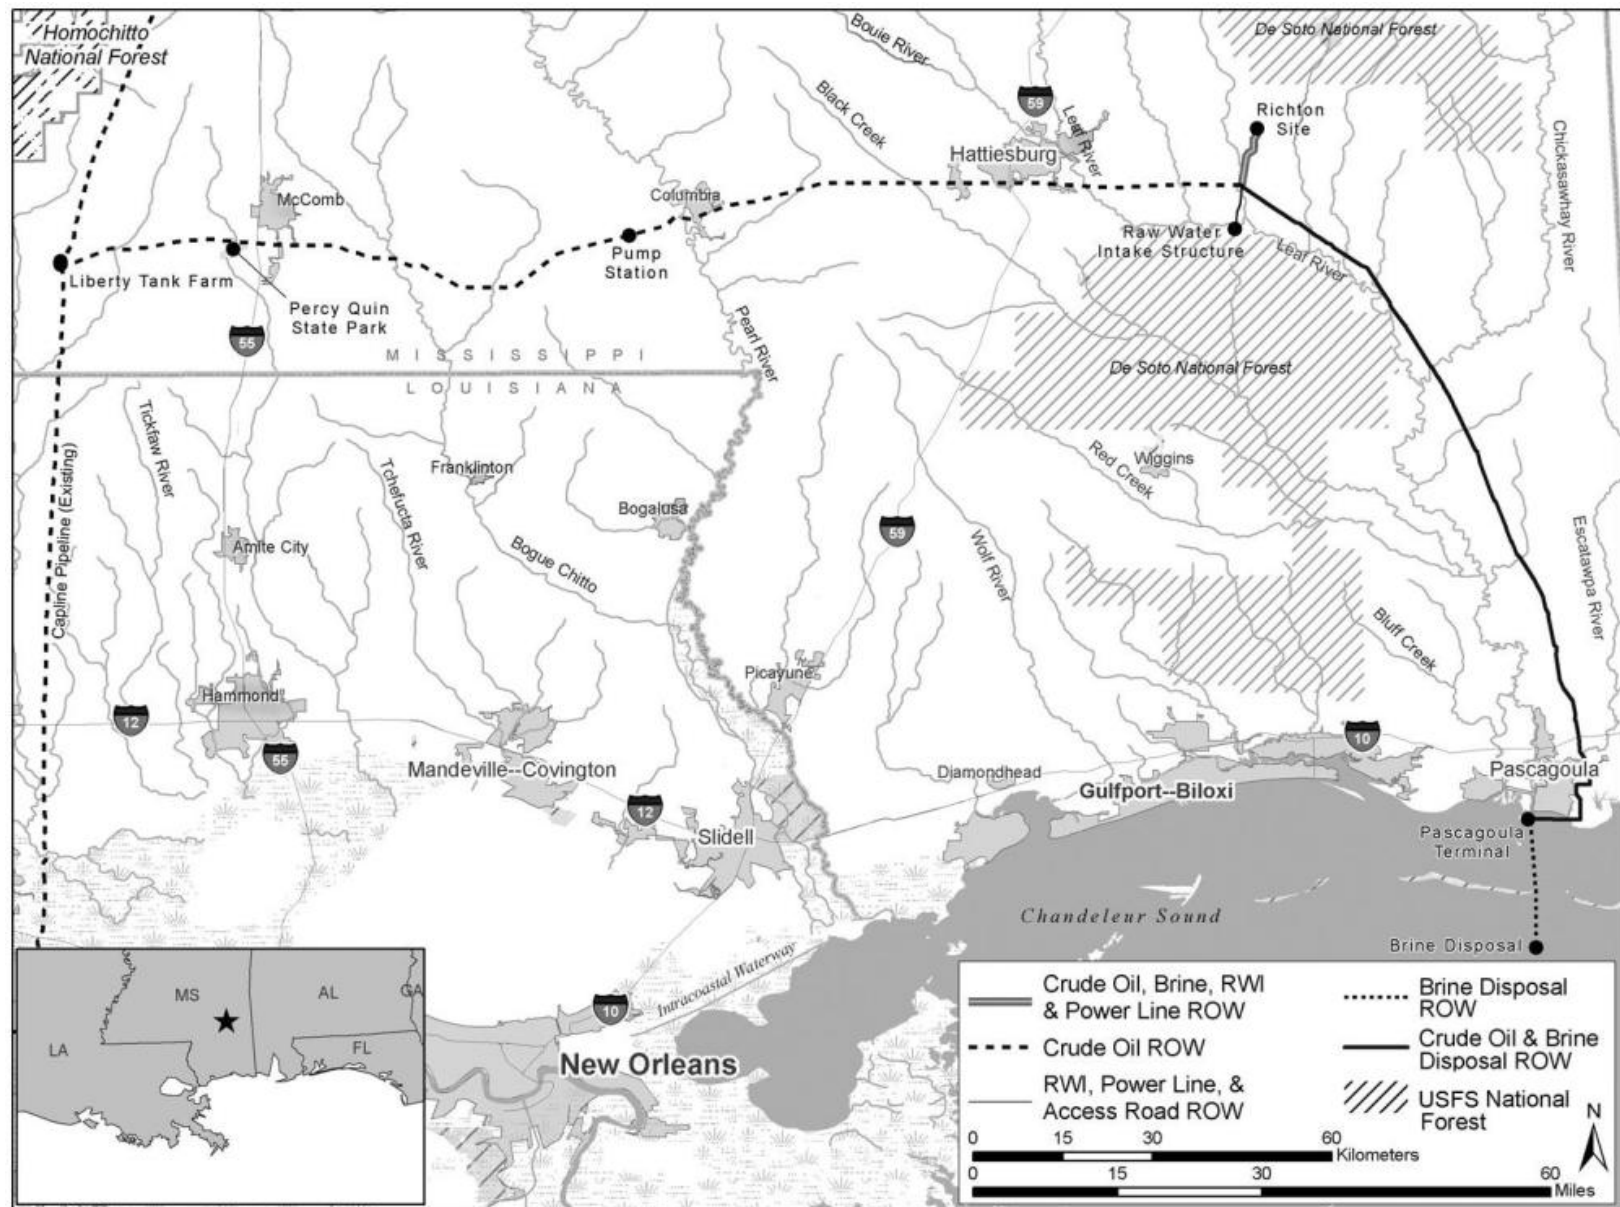 Homochitto
National Forest
Bouie River
De Soto National Forest
59
Black Creek
Leaf River
Richton
Site
Chickasawhay River
Hattiesburg
McComb
Columbia
Raw Water
Intake Structure
Leaf River
Pump
Station
Liberty Tank Farm
Percy Quin
State Park
55
Pearl River
MISSISSIPPI
LOUISIANA
De Soto National Forest
Tickfaw River
Tchefucta River
Franklinton
Red Creek
Wiggins
Capline Pipeline (Existing)
Bogalusa
59
Wolf River
Escatawpa River
Amite City
Bogue Chitto
Bluff Creek
Picayune
Hammond
12
10
55
Mandeville--Covington
Diamondhead
Pascagoula
Gulfport--Biloxi
12
Slidell
Pascagoula
Terminal
Chandeleur Sound
Brine Disposal
Intracoastal Waterway
10
New Orleans
MS
AL
GA
LA
FL
Crude Oil, Brine, RWI
& Power Line ROW
Crude Oil ROW
RWI, Power Line, &
Access Road ROW
Brine Disposal
ROW
Crude Oil & Brine
Disposal ROW
USFS National
Forest
N
0 15 30 60
Kilometers
0 15 30 60
Miles